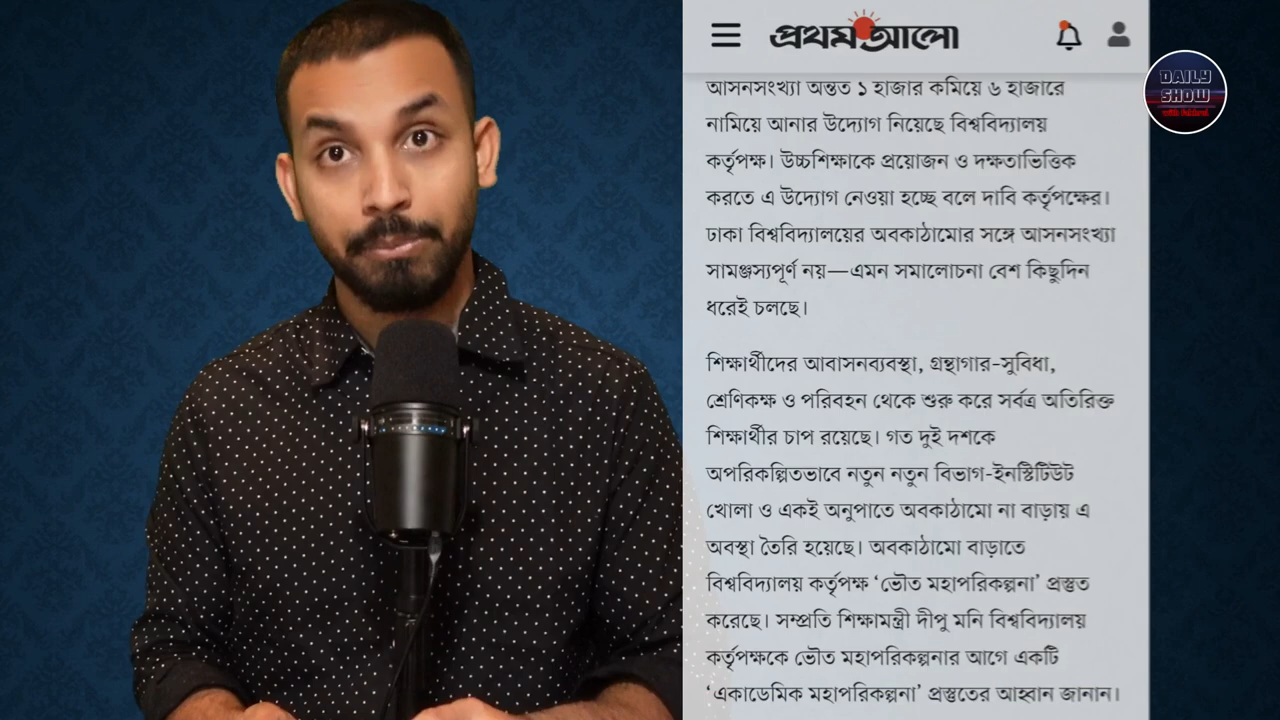 প্রথম আলো
DAILY
SHOW
আসনসংখ্যা অন্তত ১ হাজার কমিয়ে ৬ হাজারে
নামিয়ে আনার উদ্যোগ নিয়েছে বিশ্ববিদ্যালয়
কর্তৃপক্ষ। উচ্চশিক্ষাকে প্রয়োজন ও দক্ষতাভিত্তিক
করতে এ উদ্যোগ নেওয়া হচ্ছে বলে দাবি কর্তৃপক্ষের।
ঢাকা বিশ্ববিদ্যালয়ের অবকাঠামোর সঙ্গে আসনসংখ্যা
সামঞ্জস্যপূর্ণ নয়—এমন সমালোচনা বেশ কিছুদিন
ধরেই চলছে।
শিক্ষার্থীদের আবাসনব্যবস্থা, গ্রন্থাগার-সুবিধা,
শ্রেণিকক্ষ ও পরিবহন থেকে শুরু করে সর্বত্র অতিরিক্ত
শিক্ষার্থীর চাপ রয়েছে। গত দুই দশকে
অপরিকল্পিতভাবে নতুন নতুন বিভাগ-ইনস্টিটিউট
খোলা ও একই অনুপাতে অবকাঠামো না বাড়ায় এ
অবস্থা তৈরি হয়েছে। অবকাঠামো বাড়াতে
বিশ্ববিদ্যালয় কর্তৃপক্ষ ‘ভৌত মহাপরিকল্পনা’ প্রস্তুত
করেছে। সম্প্রতি শিক্ষামন্ত্রী দীপু মনি বিশ্ববিদ্যালয়
কর্তৃপক্ষকে ভৌত মহাপরিকল্পনার আগে একটি
‘একাডেমিক মহাপরিকল্পনা’ প্রস্তুতের আহ্বান জানান।